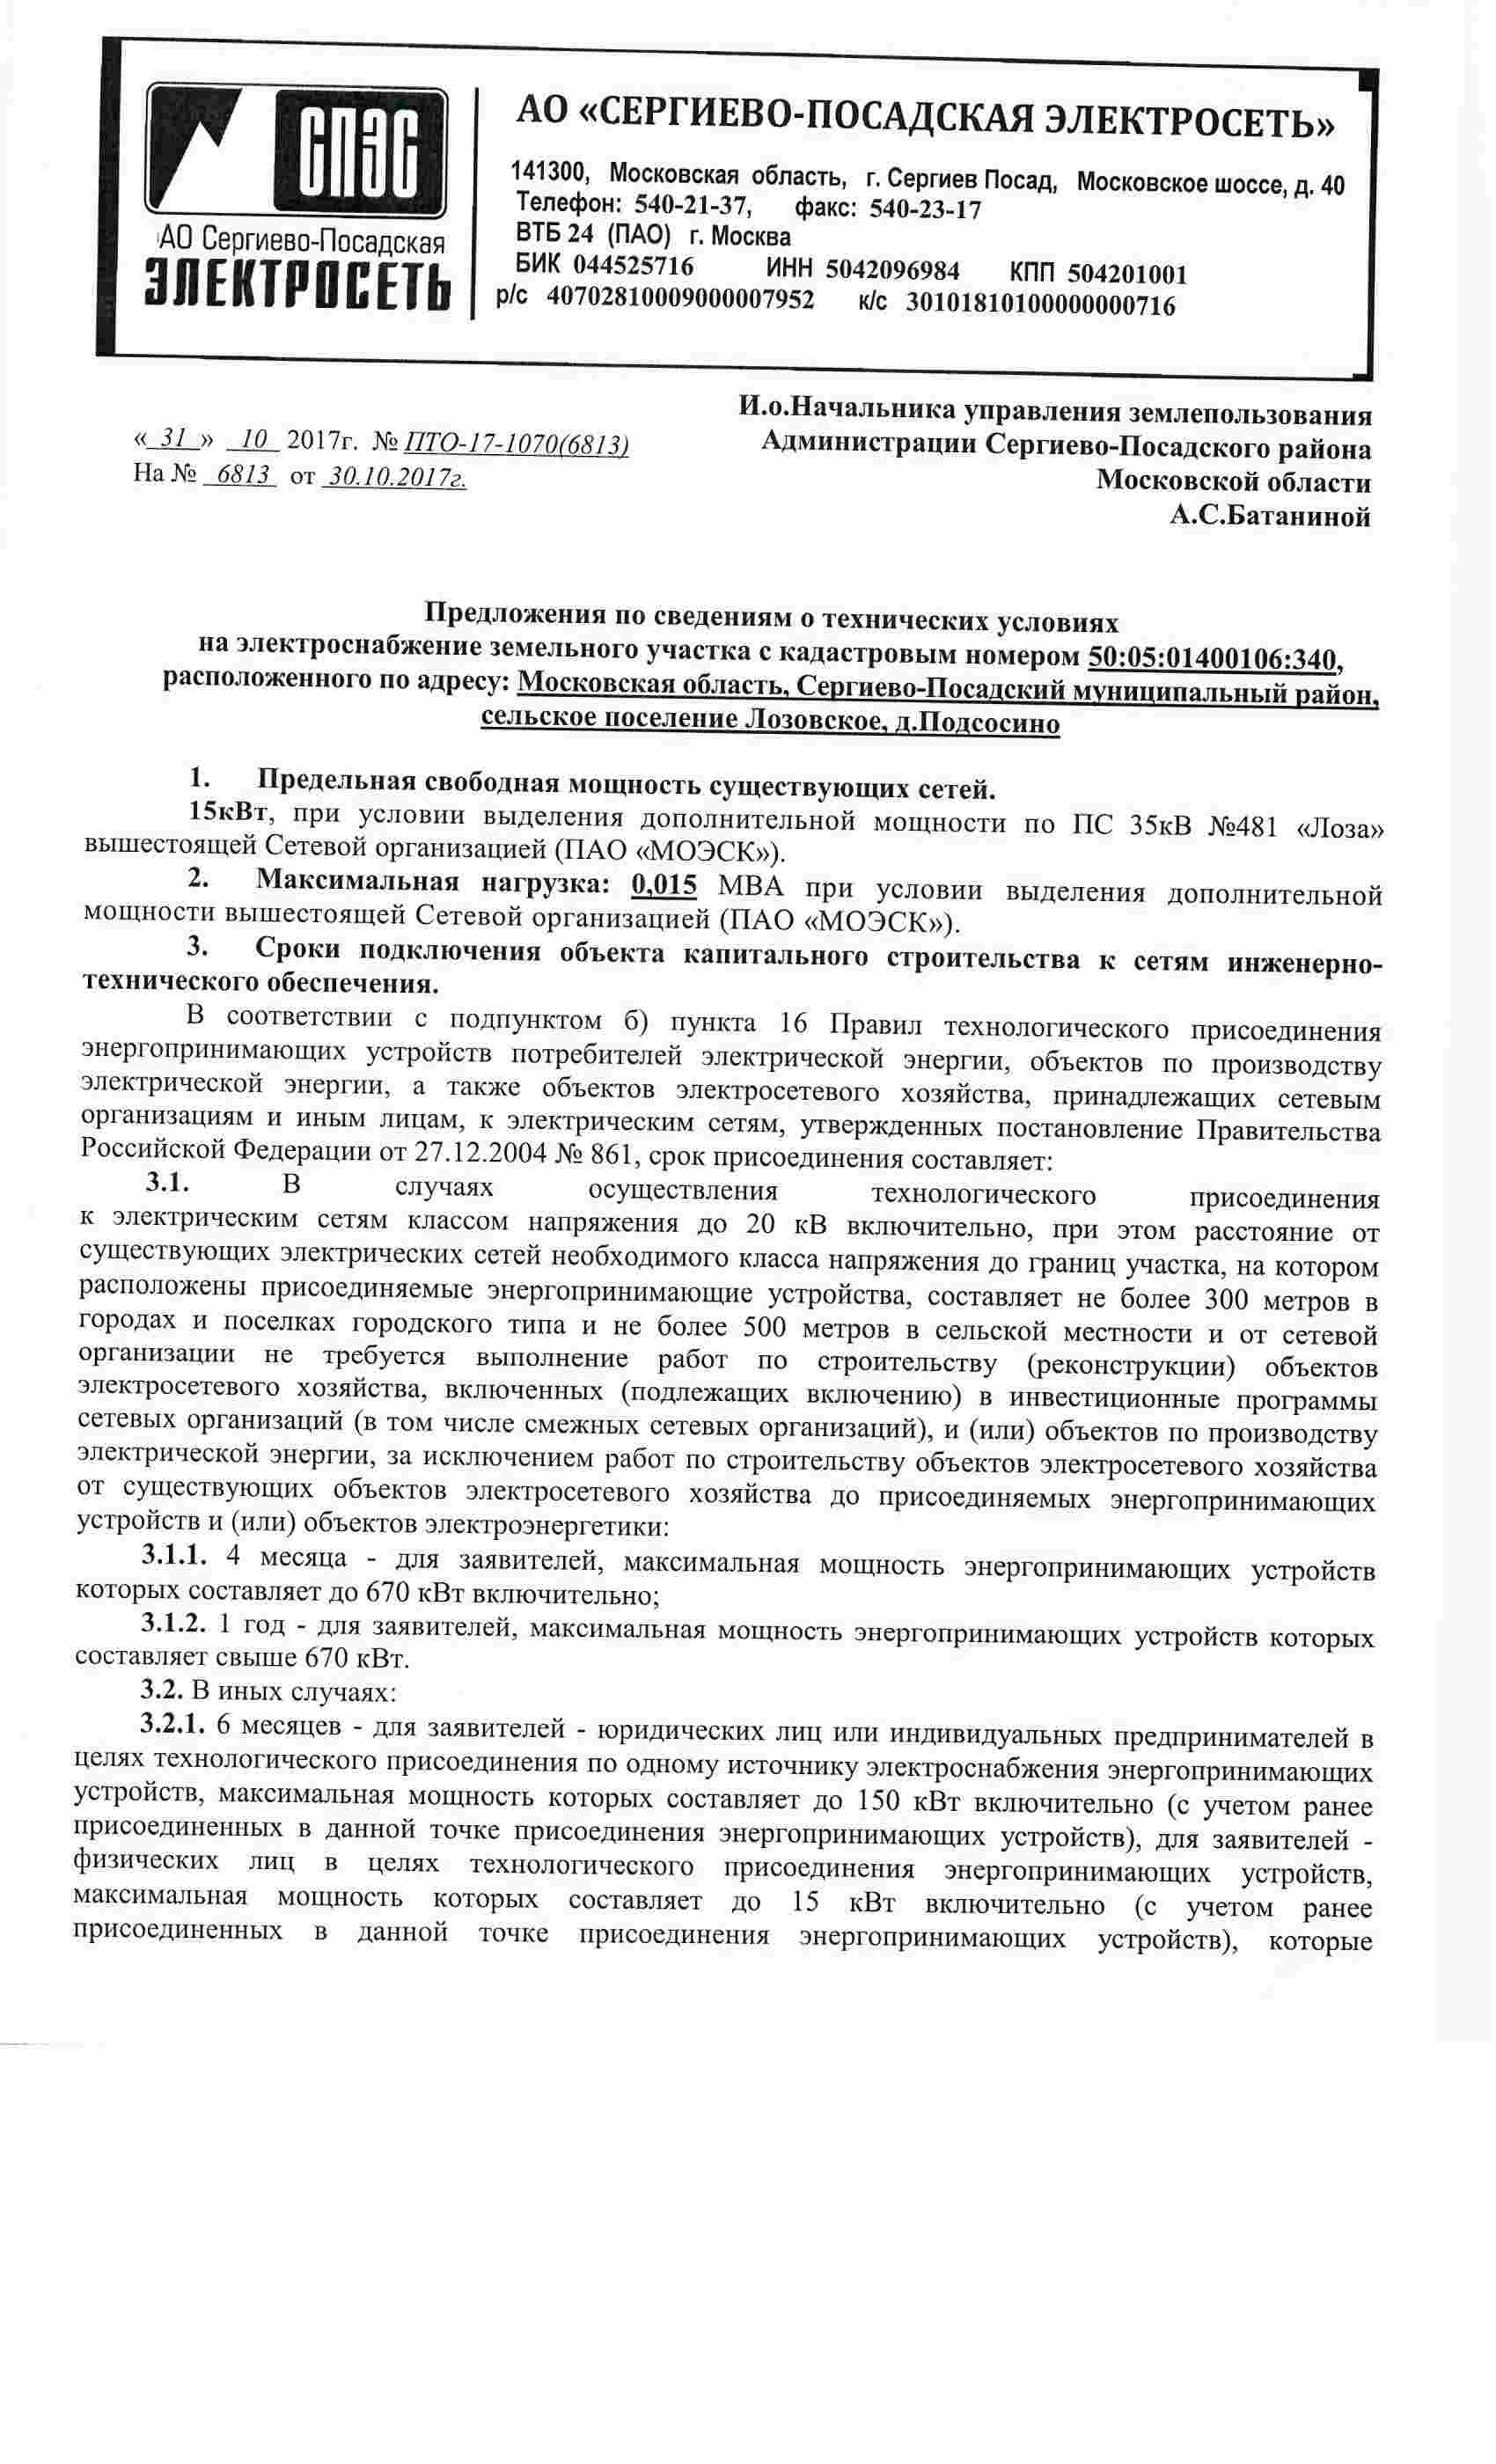 СПЭС
АО Сергиево-Посадская
ЭЛЕКТРОСЕТЬ
АО «СЕРГИЕВО-ПОСАДСКАЯ ЭЛЕКТРОСЕТЬ»
141300, Московская область, г. Сергиев Посад, Московское шоссе, д. 40
Телефон: 540-21-37, факс: 540-23-17
ВТБ 24 (ПАО) г. Москва
БИК 044525716 ИНН 5042096984 КПП 504201001
р/с 40702810009000007952 к/с 30101810100000000716
« 31 » 10 2017г. № ПТО-17-1070(6813)
На № 6813 от 30.10.2017г.
И.о.Начальника управления землепользования
Администрации Сергиево-Посадского района
Московской области
А.С.Батаниной
Предложения по сведениям о технических условиях
на электроснабжение земельного участка с кадастровым номером 50:05:01400106:340,
расположенного по адресу: Московская область, Сергиево-Посадский муниципальный район,
сельское поселение Лозовское, д.Подсосино
1. Предельная свободная мощность существующих сетей.
15кВт, при условии выделения дополнительной мощности по ПС 35кВ №481 «Лоза»
вышестоящей Сетевой организацией (ПАО «МОЭСК»).
2. Максимальная нагрузка: 0,015 МВА при условии выделения дополнительной
мощности вышестоящей Сетевой организацией (ПАО «МОЭСК»).
3. Сроки подключения объекта капитального строительства к сетям инженерно-
технического обеспечения.
В соответствии с подпунктом б) пункта 16 Правил технологического присоединения
энергопринимающих устройств потребителей электрической энергии, объектов по производству
электрической энергии, а также объектов электросетевого хозяйства, принадлежащих сетевым
организациям и иным лицам, к электрическим сетям, утвержденных постановление Правительства
Российской Федерации от 27.12.2004 № 861, срок присоединения составляет:
3.1. В случаях осуществления технологического присоединения
к электрическим сетям классом напряжения до 20 кВ включительно, при этом расстояние от
существующих электрических сетей необходимого класса напряжения до границ участка, на котором
расположены присоединяемые энергопринимающие устройства, составляет не более 300 метров в
городах и поселках городского типа и не более 500 метров в сельской местности и от сетевой
организации не требуется выполнение работ по строительству (реконструкции) объектов
электросетевого хозяйства, включенных (подлежащих включению) в инвестиционные программы
сетевых организаций (в том числе смежных сетевых организаций), и (или) объектов по производству
электрической энергии, за исключением работ по строительству объектов электросетевого хозяйства
от существующих объектов электросетевого хозяйства до присоединяемых энергопринимающих
устройств и (или) объектов электроэнергетики:
3.1.1. 4 месяца - для заявителей, максимальная мощность энергопринимающих устройств
которых составляет до 670 кВт включительно;
3.1.2. 1 год - для заявителей, максимальная мощность энергопринимающих устройств которых
составляет свыше 670 кВт.
3.2. В иных случаях:
3.2.1. 6 месяцев - для заявителей - юридических лиц или индивидуальных предпринимателей в
целях технологического присоединения по одному источнику электроснабжения энергопринимающих
устройств, максимальная мощность которых составляет до 150 кВт включительно (с учетом ранее
присоединенных в данной точке присоединения энергопринимающих устройств), для заявителей -
физических лиц в целях технологического присоединения энергопринимающих устройств,
максимальная мощность которых составляет до 15 кВт включительно (с учетом ранее
присоединенных в данной точке присоединения энергопринимающих устройств), которые